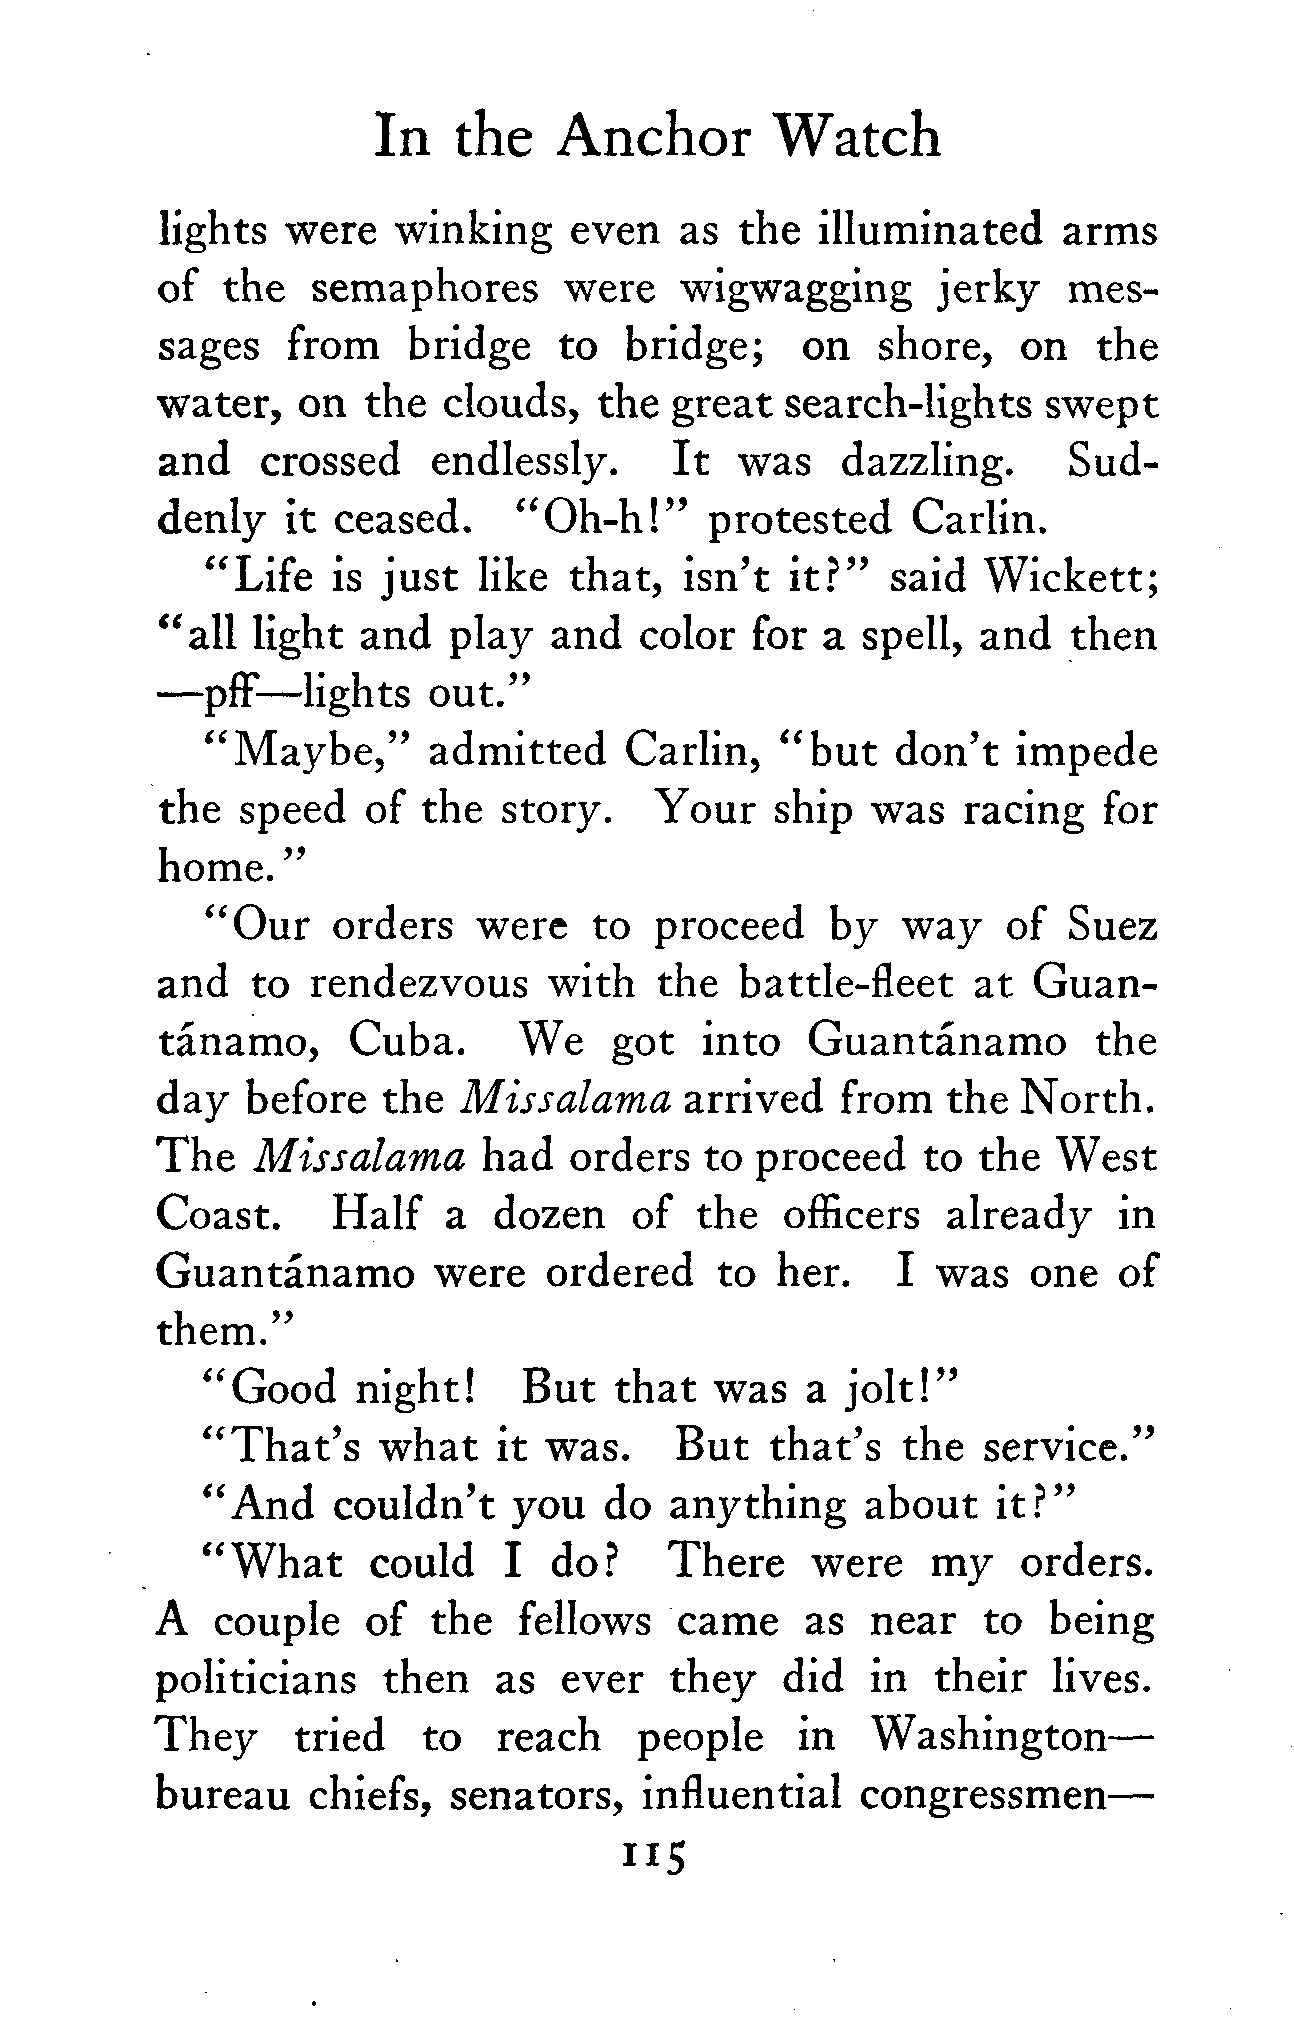 In the Anchor Watch
lights were winking even as the illuminated arms
of the semaphores were wigwagging jerky mes-
sages from bridge to bridge; on shore, on the
water, on the clouds, the great search-lights swept
and crossed endlessly. It was dazzling. Sud-
denly it ceased. "Oh-h!" protested Carlin.
"Life is just like that, isn't it?" said Wickett;
"all light and play and color for a spell, and then
—pff—lights out."
"Maybe," admitted Carlin, "but don't impede
the speed of the story. Your ship was racing for
home."
"Our orders were to proceed by way of Suez
and to rendezvous with the battle-fleet at Guan-
tánamo, Cuba. We got into Guantánamo the
day before the Missalama arrived from the North.
The Missalama had orders to proceed to the West
Coast. Half a dozen of the officers already in
Guantánamo were ordered to her. I was one of
them."
"Good night! But that was a jolt!"
"That's what it was. But that's the service."
"And couldn't you do anything about it?"
"What could I do? There were my orders.
A couple of the fellows came as near to being
politicians then as ever they did in their lives.
They tried to reach people in Washington—
bureau chiefs, senators, influential congressmen—
115